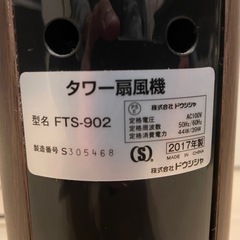 タワー扇風機
型名 FTS-902
製造番号 S305468
株式会社 ドウシシャ
定格電圧 AC100V
定格周波数 50Hz/60Hz
定格消費電力 44W/39W
株式会社 ドウシシャ
2017年製
MADE IN CHINA